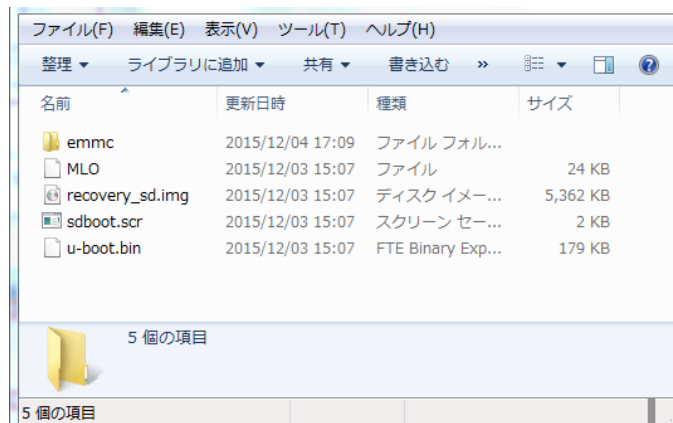 ファイル(F) 編集(E) 表示(V) ツール(T) ヘルプ(H)
整理 ライブラリに追加 共有 書き込む »
名前 更新日時 種類 サイズ
emmc 2015/12/04 17:09 ファイル フォル...
MLO 2015/12/03 15:07 ファイル 24 KB
recovery_sd.img 2015/12/03 15:07 ディスク イメー... 5,362 KB
sdboot.scr 2015/12/03 15:07 スクリーン セー... 2 KB
u-boot.bin 2015/12/03 15:07 FTE Binary Exp... 179 KB
5 個の項目
5 個の項目